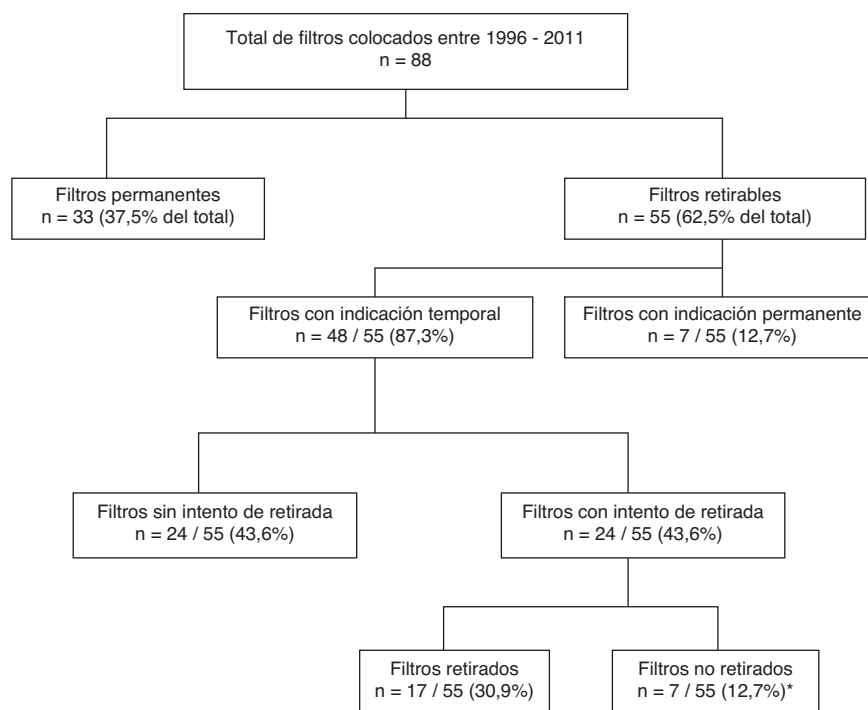 Total de filtros colocados entre 1996 - 2011
n = 88
Filtros permanentes
n = 33 (37,5% del total)
Filtros retirables
n = 55 (62,5% del total)
Filtros con indicación temporal
n = 48 / 55 (87,3%)
Filtros con indicación permanente
n = 7 / 55 (12,7%)
Filtros sin intento de retirada
n = 24 / 55 (43,6%)
Filtros con intento de retirada
n = 24 / 55 (43,6%)
Filtros retirados
n = 17 / 55 (30,9%)
Filtros no retirados
n = 7 / 55 (12,7%)*